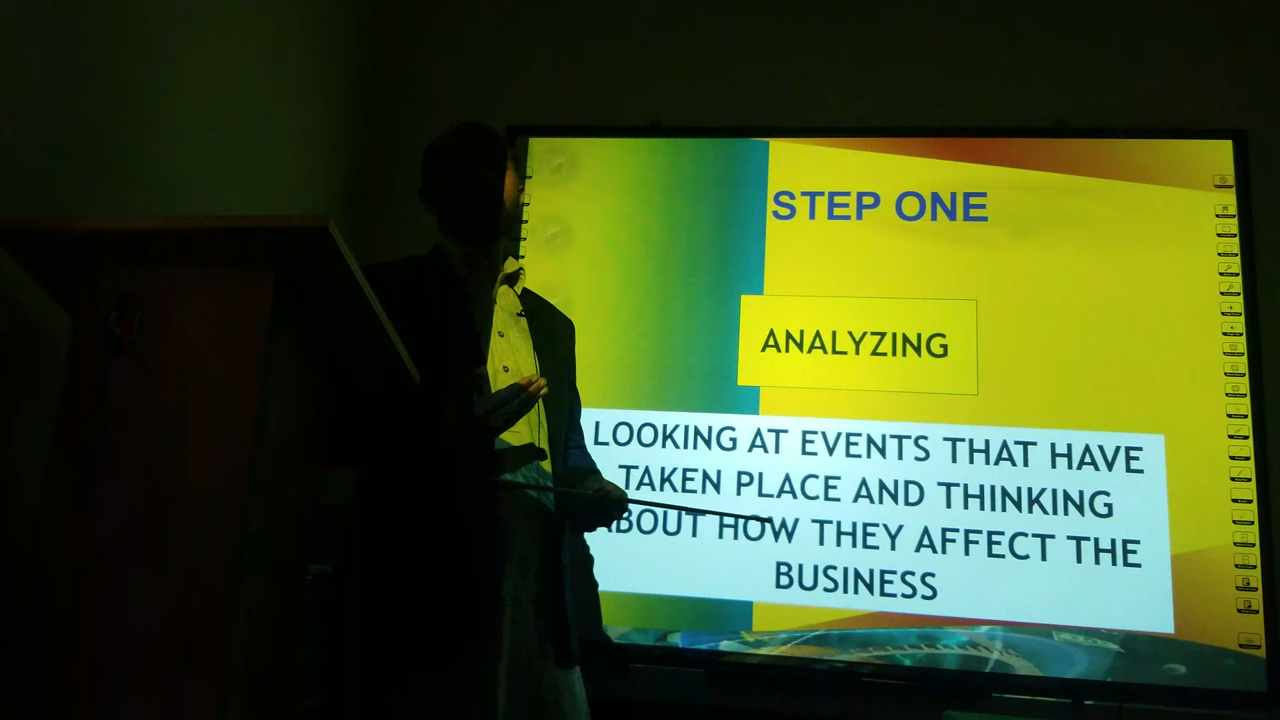 STEP ONE
ANALYZING
LOOKING AT EVENTS THAT HAVE
TAKEN PLACE AND THINKING
ABOUT HOW THEY AFFECT THE
BUSINESS